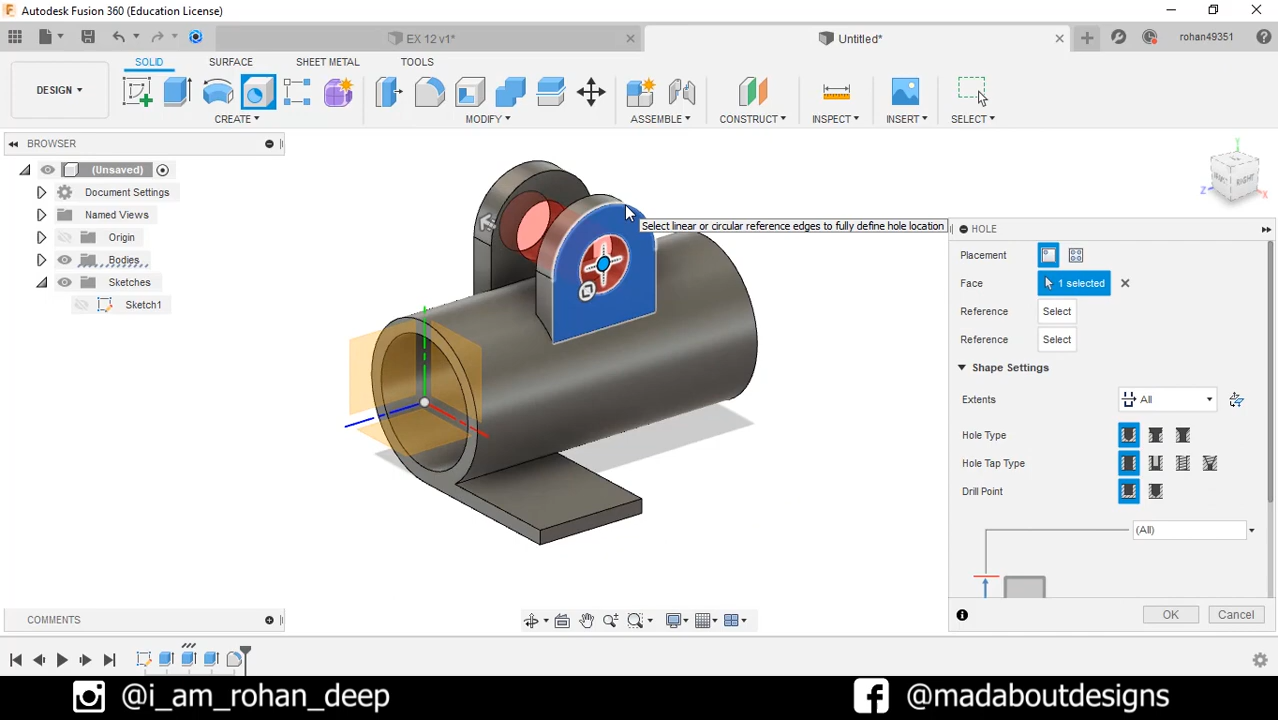 Autodesk Fusion 360 (Education License)
EX 12 v1*
Untitled*
rohan49351
DESIGN
SOLID
SURFACE
SHEET METAL
TOOLS
CREATE
MODIFY
ASSEMBLE
CONSTRUCT
INSPECT
INSERT
SELECT
BROWSER
(Unsaved)
Document Settings
Named Views
Origin
Bodies
Sketches
Sketch1
Select linear or circular reference edges to fully define hole location
Y
Z
X
RIGHT
HOLE
Placement
Face
1 selected
Reference
Select
Reference
Select
Shape Settings
Extents
All
Hole Type
Hole Tap Type
Drill Point
(All)
OK
Cancel
COMMENTS
@i_am_rohan_deep
@madaboutdesigns